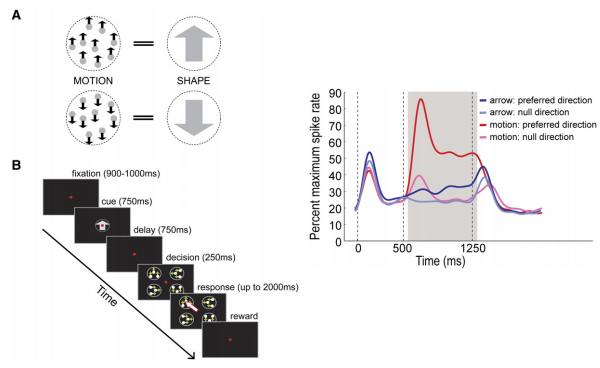 A
MOTION
SHAPE
B
fixation (900-1000ms)
cue (750ms)
delay (750ms)
decision (250ms)
response (up to 2000ms)
reward
Time
Percent maximum spike rate
90
80
70
60
50
40
30
20
10
0
0
500
1250
Time (ms)
arrow: preferred direction
arrow: null direction
motion: preferred direction
motion: null direction